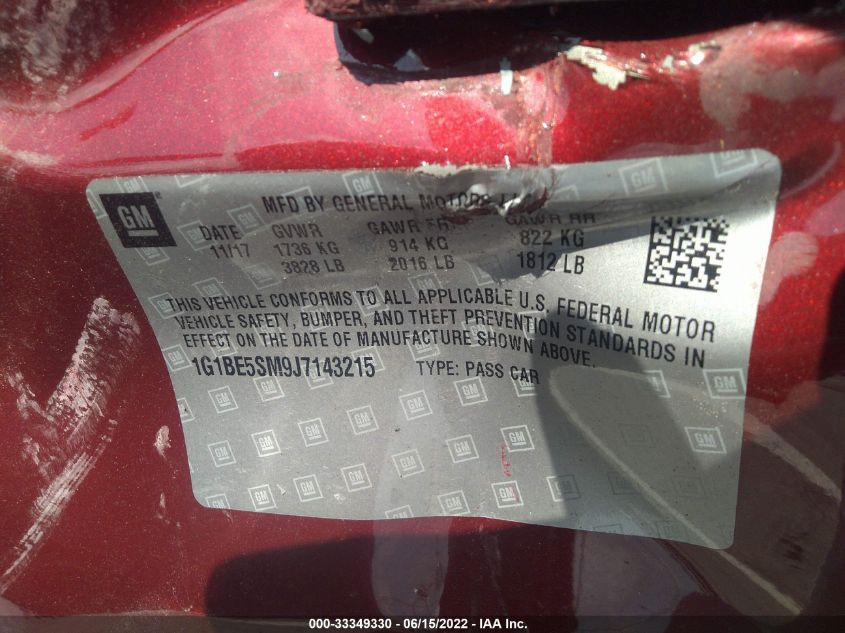 GM
MFD BY GENERAL MOTORS
DATE GVWR GAWR FR GAWR RR
11/17 1736 KG 914 KG 822 KG
3828 LB 2016 LB 1812 LB
THIS VEHICLE CONFORMS TO ALL APPLICABLE U.S. FEDERAL MOTOR
VEHICLE SAFETY, BUMPER, AND THEFT PREVENTION STANDARDS IN
EFFECT ON THE DATE OF MANUFACTURE SHOWN ABOVE.
1G1BE5SM9J7143215 TYPE: PASS CAR
000-33349330 - 06/15/2022 - IAA Inc.